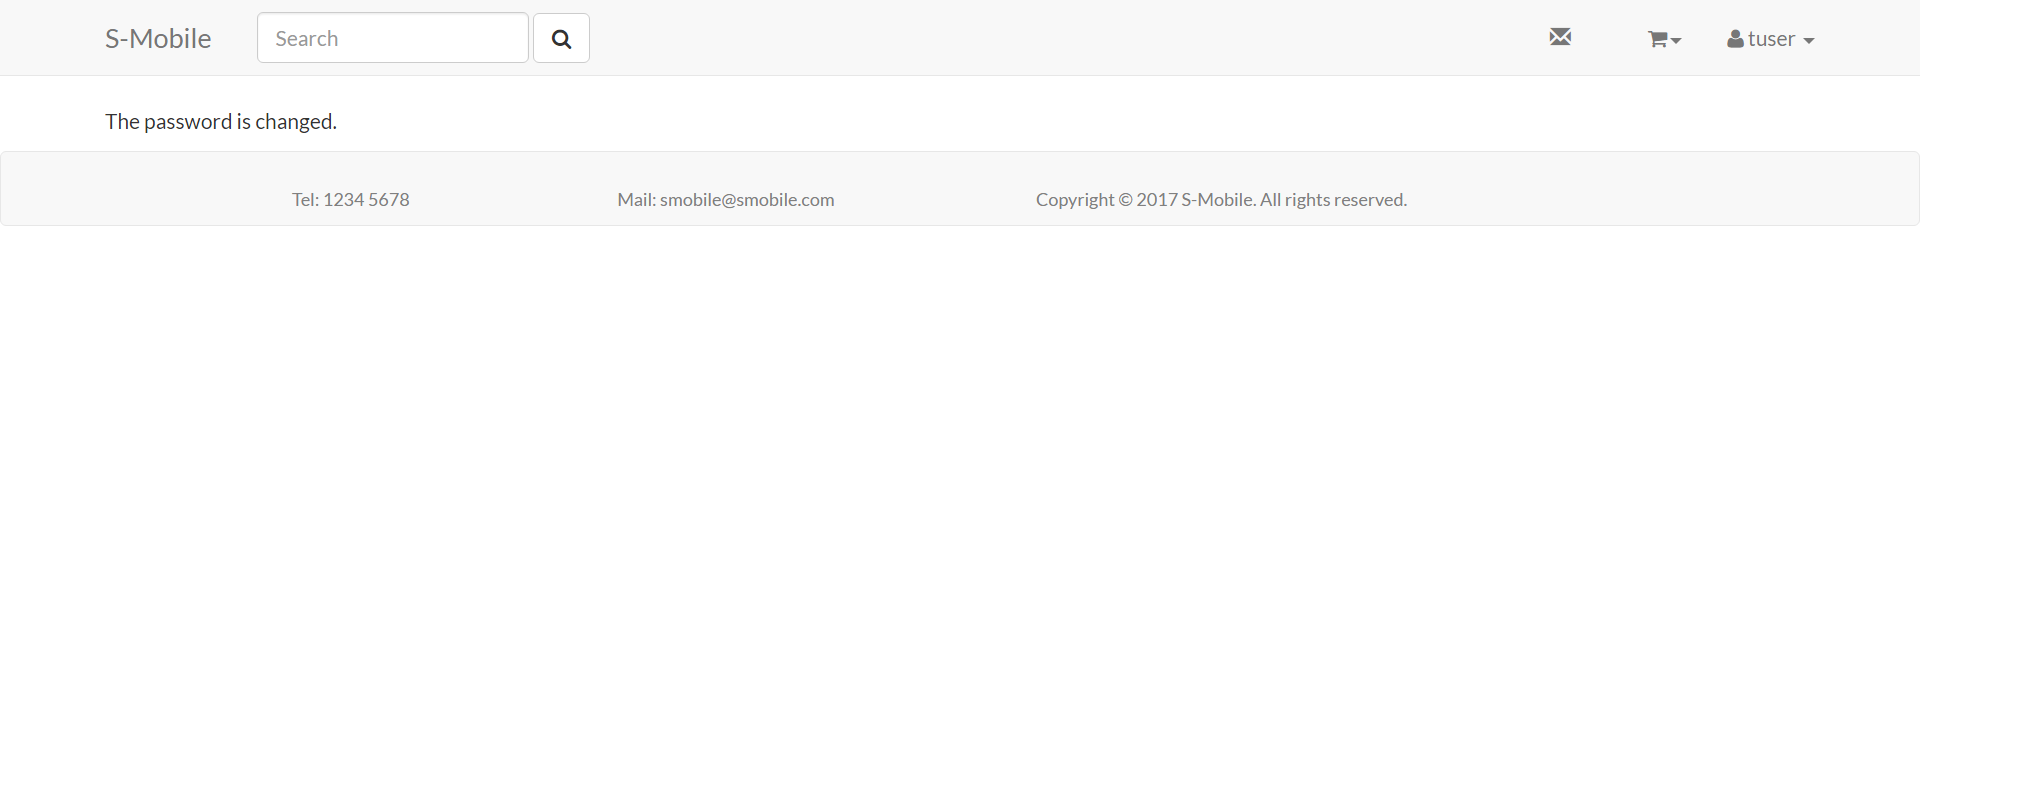 S-Mobile Search tuser
The password is changed.
Tel: 1234 5678 Mail: smobile@smobile.com Copyright © 2017 S-Mobile. All rights reserved.